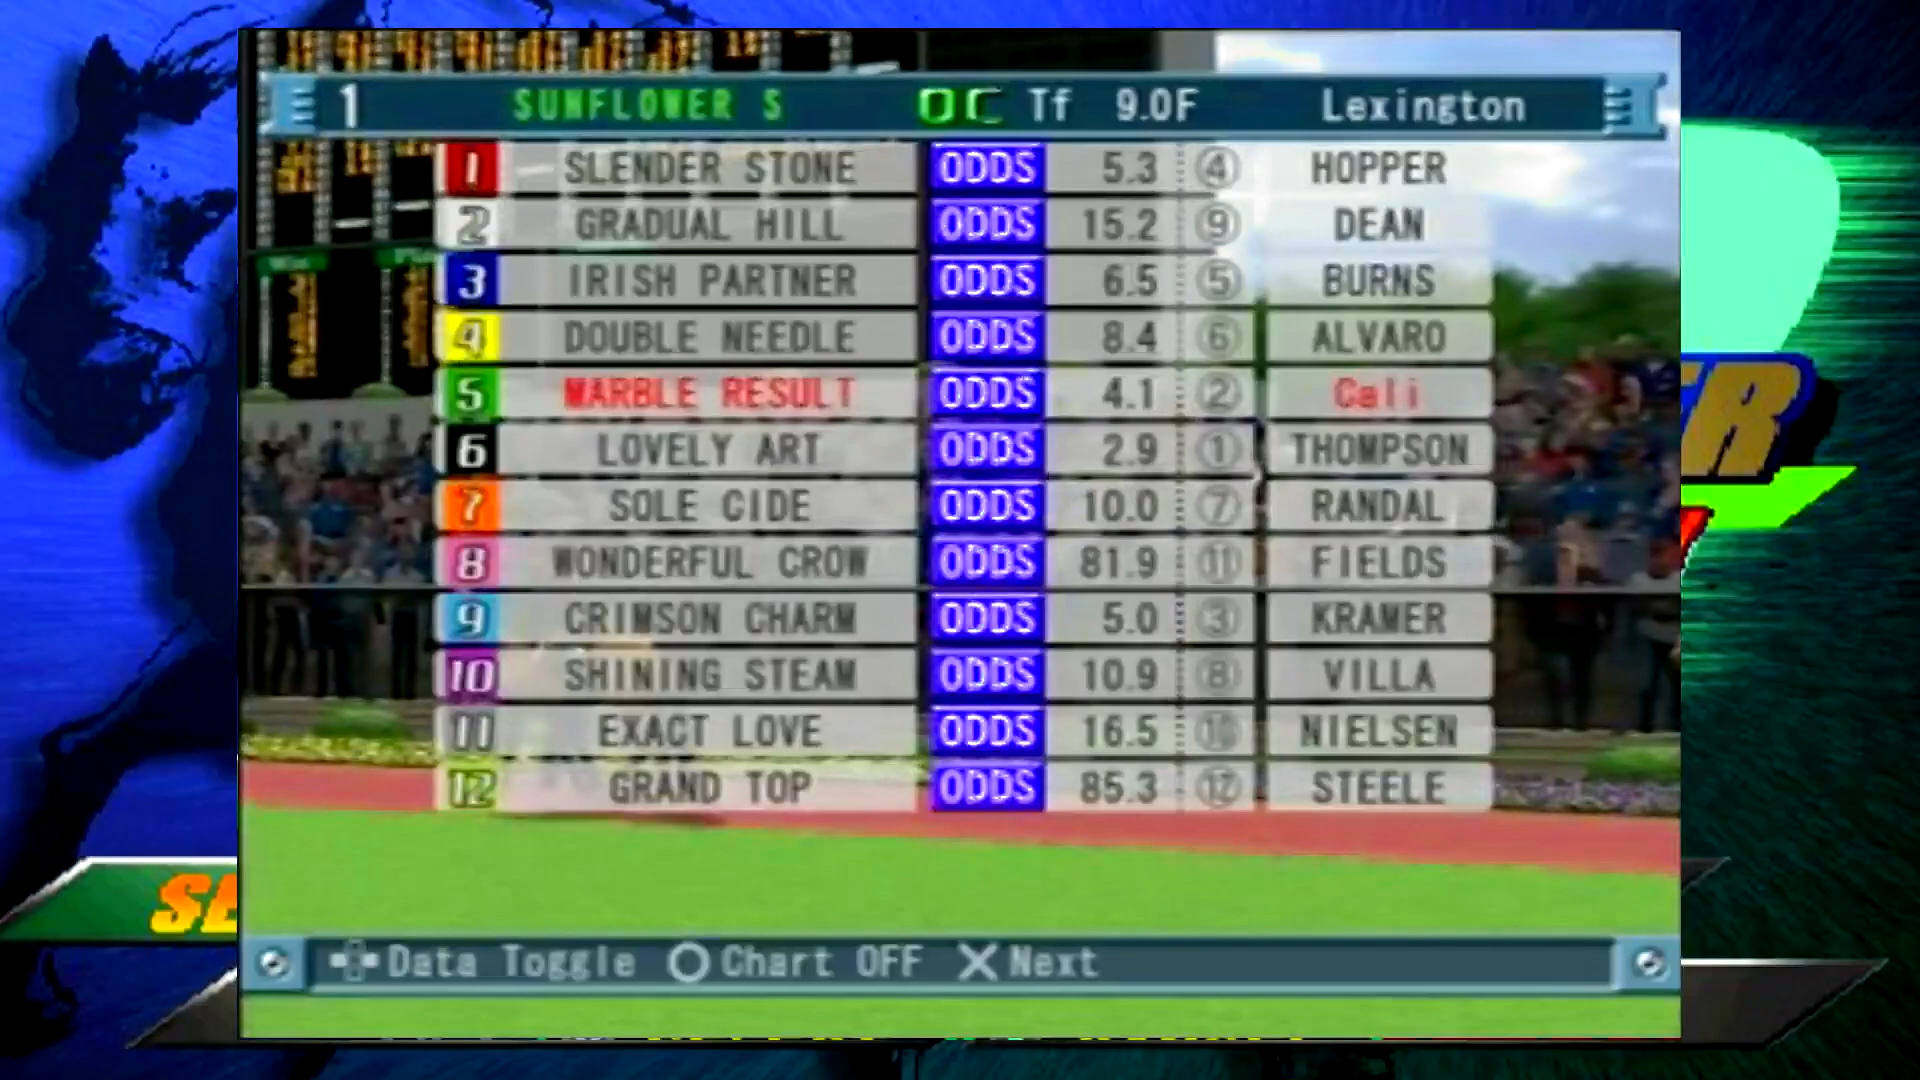 1 SUNFLOWER S OC Tf 9.0F Lexington
1 SLENDER STONE ODDS 5.3 ④ HOPPER
2 GRADUAL HILL ODDS 15.2 ⑨ DEAN
3 IRISH PARTNER ODDS 6.5 ⑤ BURNS
4 DOUBLE NEEDLE ODDS 8.4 ⑥ ALVARO
5 MARBLE RESULT ODDS 4.1 ② Cali
6 LOVELY ART ODDS 2.9 ① THOMPSON
7 SOLE CIDE ODDS 10.0 ⑦ RANDAL
8 WONDERFUL CROW ODDS 81.9 ⑪ FIELDS
9 CRIMSON CHARM ODDS 5.0 ③ KRAMER
10 SHINING STEAM ODDS 10.9 ⑧ VILLA
11 EXACT LOVE ODDS 16.5 ⑩ NIELSEN
12 GRAND TOP ODDS 85.3 ⑫ STEELE
Data Toggle Chart OFF Next